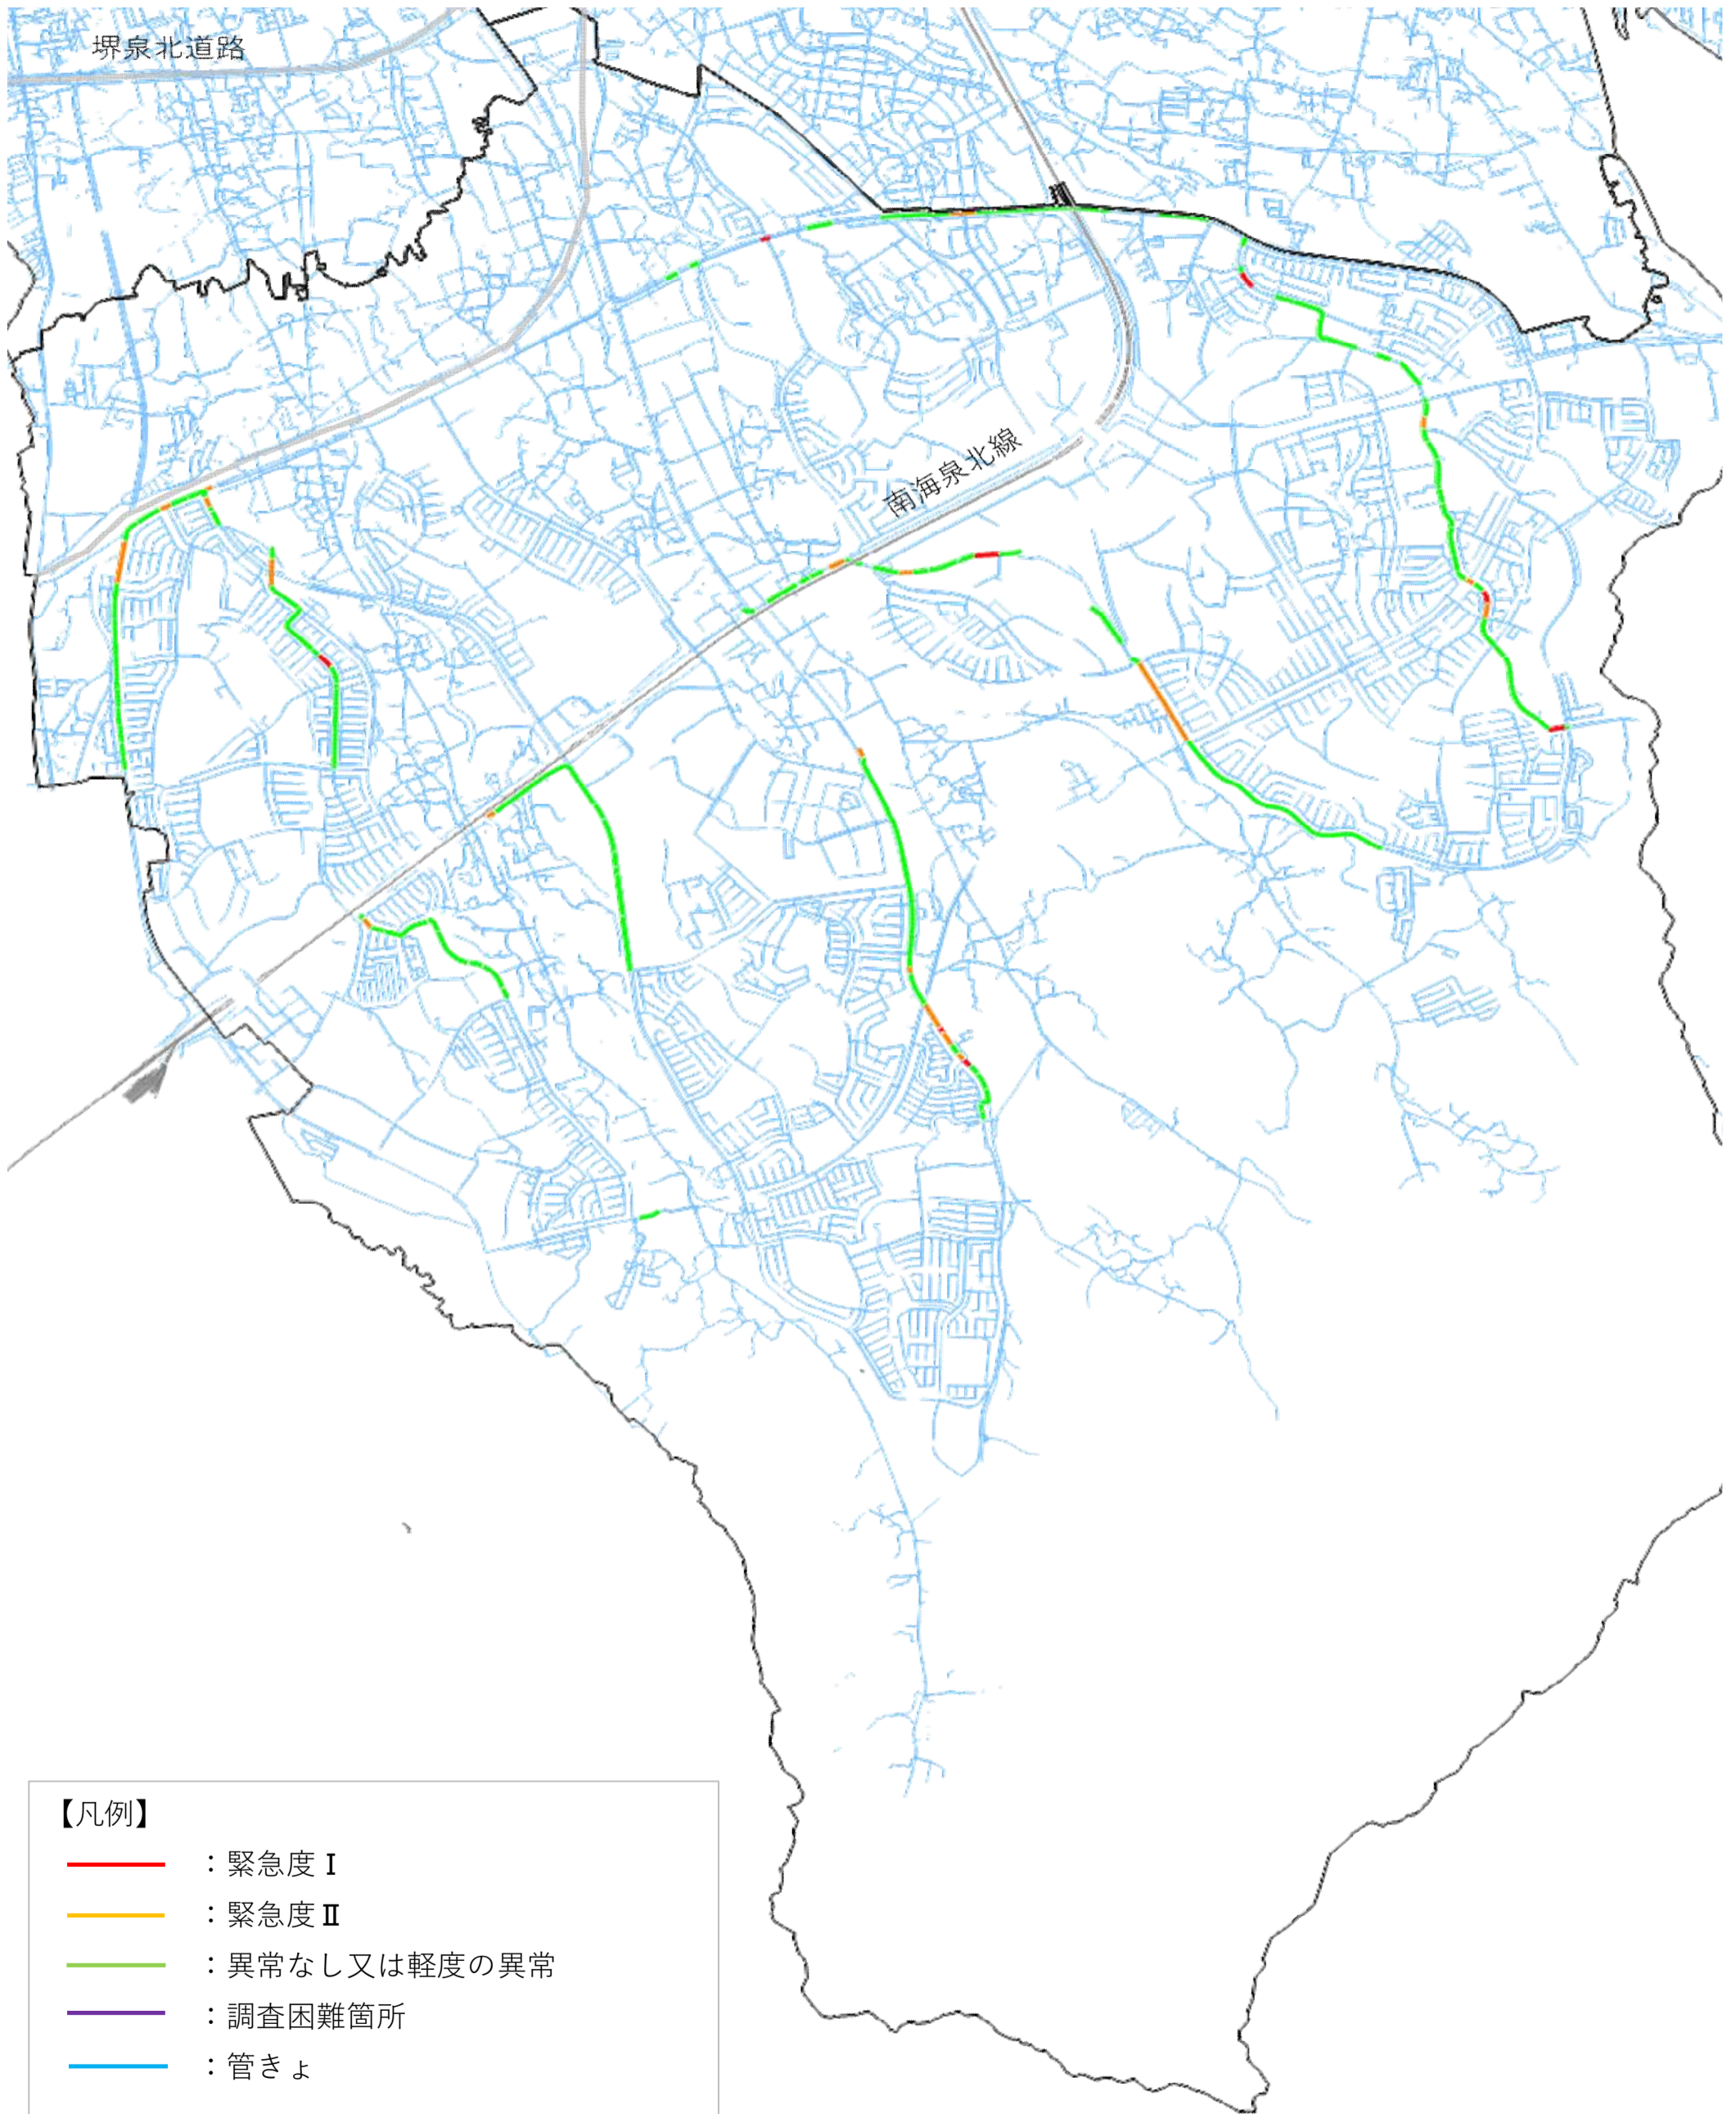 堺泉北道路
南海泉北線
【凡例】
：緊急度Ⅰ
：緊急度Ⅱ
：異常なし又は軽度の異常
：調査困難箇所
：管きょ